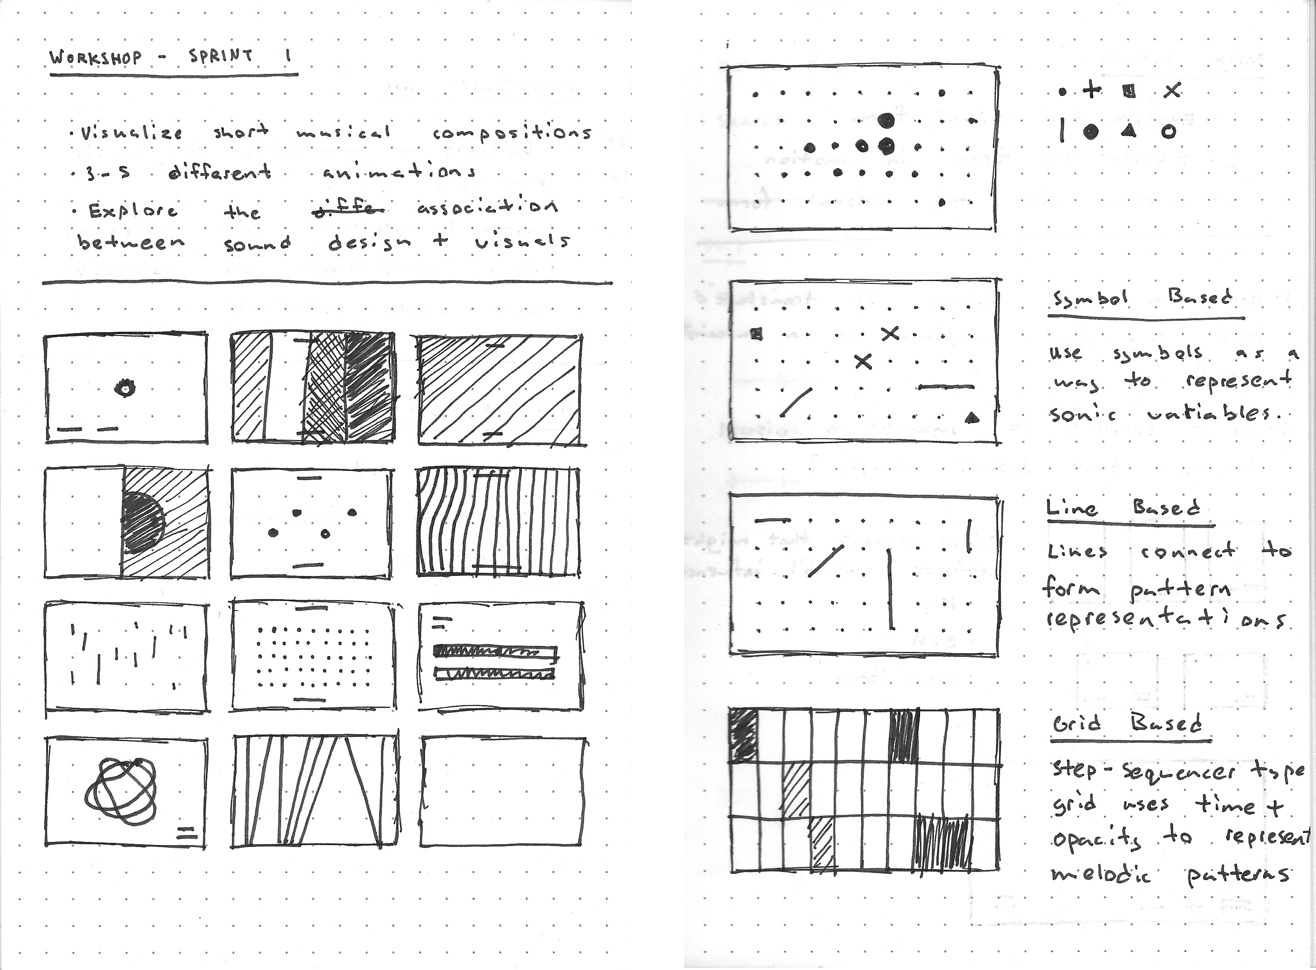 WORKSHOP - SPRINT 1
· Visualize short musical compositions
· 3-5 different animations
· Explore the diffe association
between sound design + visuals
Symbol Based
use symbols as a
way to represent
sonic variables.
Line Based
Lines connect to
form pattern
representations
Grid Based
Step-sequencer type
grid uses time +
opacity to represent
melodic patterns